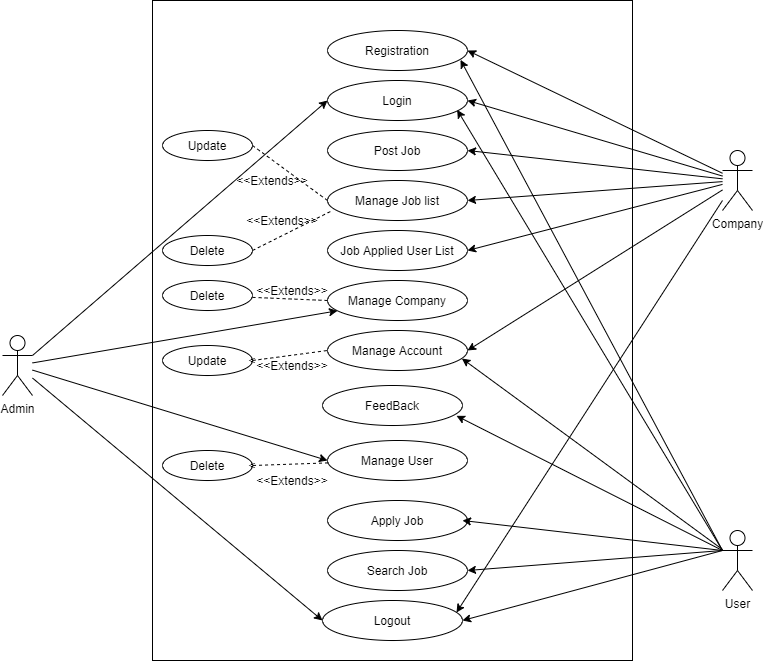 Registration
Login
Update
Post Job
<<Extends>>
Manage Job list
<<Extends>>
Company
Delete
Job Applied User List
Delete
<<Extends>>
Manage Company
Update
Manage Account
<<Extends>>
Admin
FeedBack
Delete
Manage User
<<Extends>>
Apply Job
Search Job
User
Logout